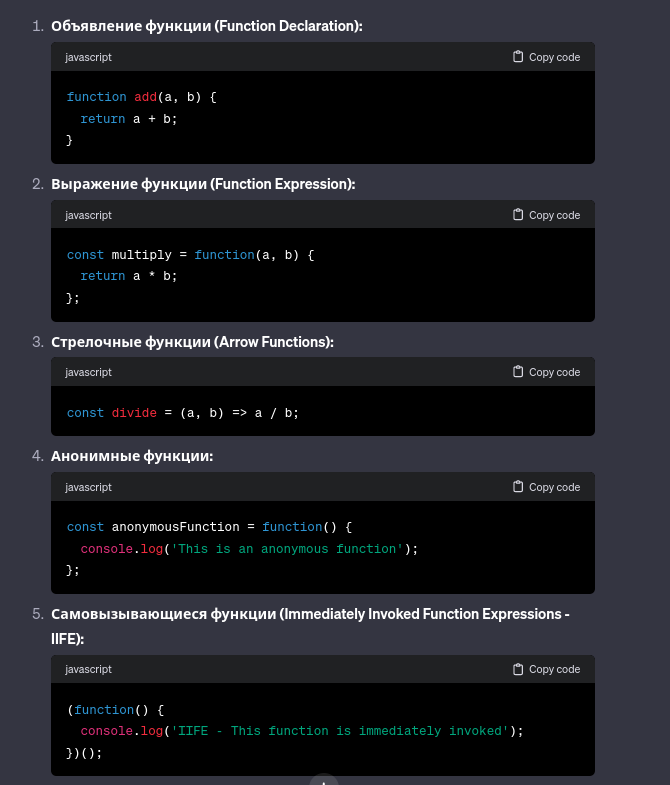 1. Объявление функции (Function Declaration):
javascript Copy code
function add(a, b) {
  return a + b;
}
2. Выражение функции (Function Expression):
javascript Copy code
const multiply = function(a, b) {
  return a * b;
};
3. Стрелочные функции (Arrow Functions):
javascript Copy code
const divide = (a, b) => a / b;
4. Анонимные функции:
javascript Copy code
const anonymousFunction = function() {
  console.log('This is an anonymous function');
};
5. Самовызывающиеся функции (Immediately Invoked Function Expressions -
IIFE):
javascript Copy code
(function() {
  console.log('IIFE - This function is immediately invoked');
})();